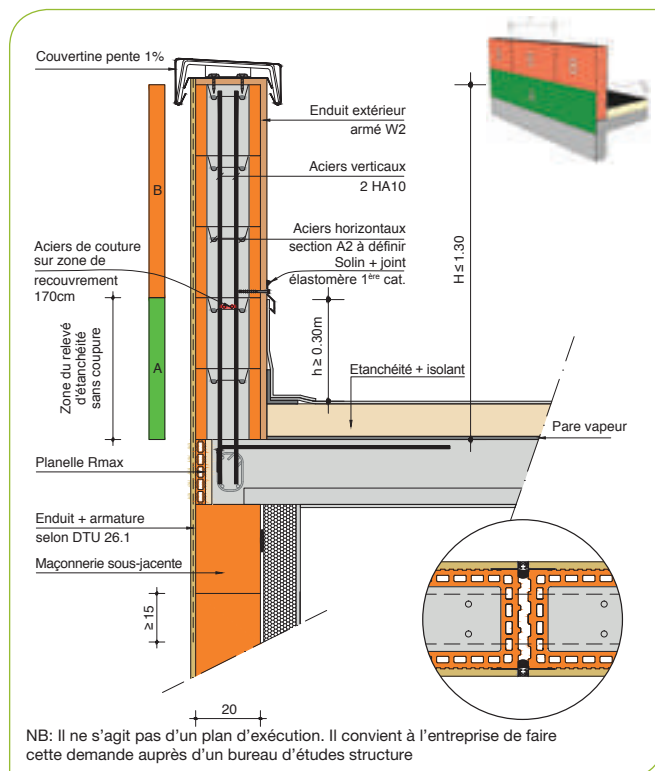 Couvertine pente 1%
Enduit extérieur
armé W2
Aciers verticaux
2 HA10
B
Aciers horizontaux
section A2 à définir
Aciers de couture
sur zone de
recouvrement
170cm
Solin + joint
élastomère 1ère cat.
H ≤ 1.30
h ≥ 0.30m
Zone du relevé
d'étanchéité
sans coupure
A
Etanchéité + isolant
Pare vapeur
Planelle Rmax
Enduit + armature
selon DTU 26.1
Maçonnerie sous-jacente
≥ 15
20
NB: Il ne s'agit pas d'un plan d'exécution. Il convient à l'entreprise de faire
cette demande auprès d'un bureau d'études structure